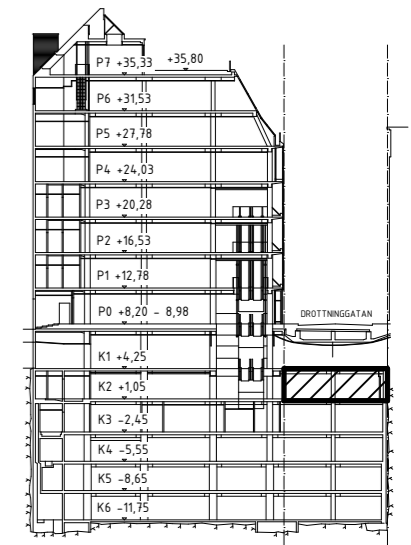 P7 +35,33 +35,80
P6 +31,53
P5 +27,78
P4 +24,03
P3 +20,28
P2 +16,53
P1 +12,78
P0 +8,20 - 8,98
DROTTNINGGATAN
K1 +4,25
K2 +1,05
K3 -2,45
K4 -5,55
K5 -8,65
K6 -11,75